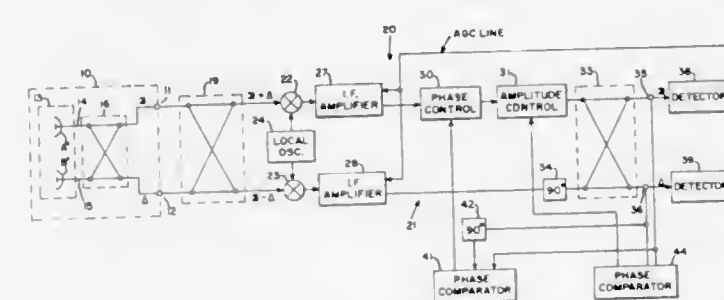 20
AGC LINE
10
11
19
Σ+Δ
22
27
30
31
33
35
38
13
14
16
Σ
I.F. AMPLIFIER
PHASE CONTROL
AMPLITUDE CONTROL
Σ
DETECTOR
24
LOCAL OSC.
A
B
28
34
39
15
Δ
12
23
Σ-Δ
I.F. AMPLIFIER
90°
Δ
DETECTOR
36
21
42
90°
41
44
PHASE COMPARATOR
PHASE COMPARATOR